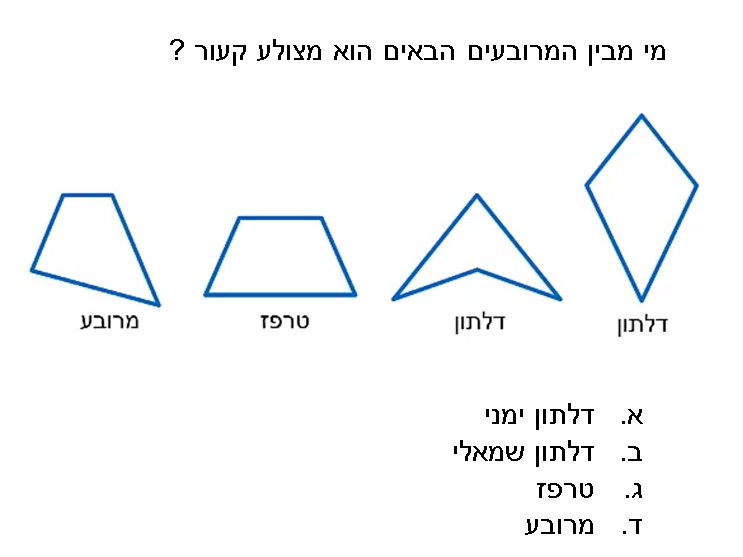 מי מבין המרובעים הבאים הוא מצולע קעור ?
דלתון
דלתון
טרפז
מרובע
א. דלתון ימני
ב. דלתון שמאלי
ג. טרפז
ד. מרובע